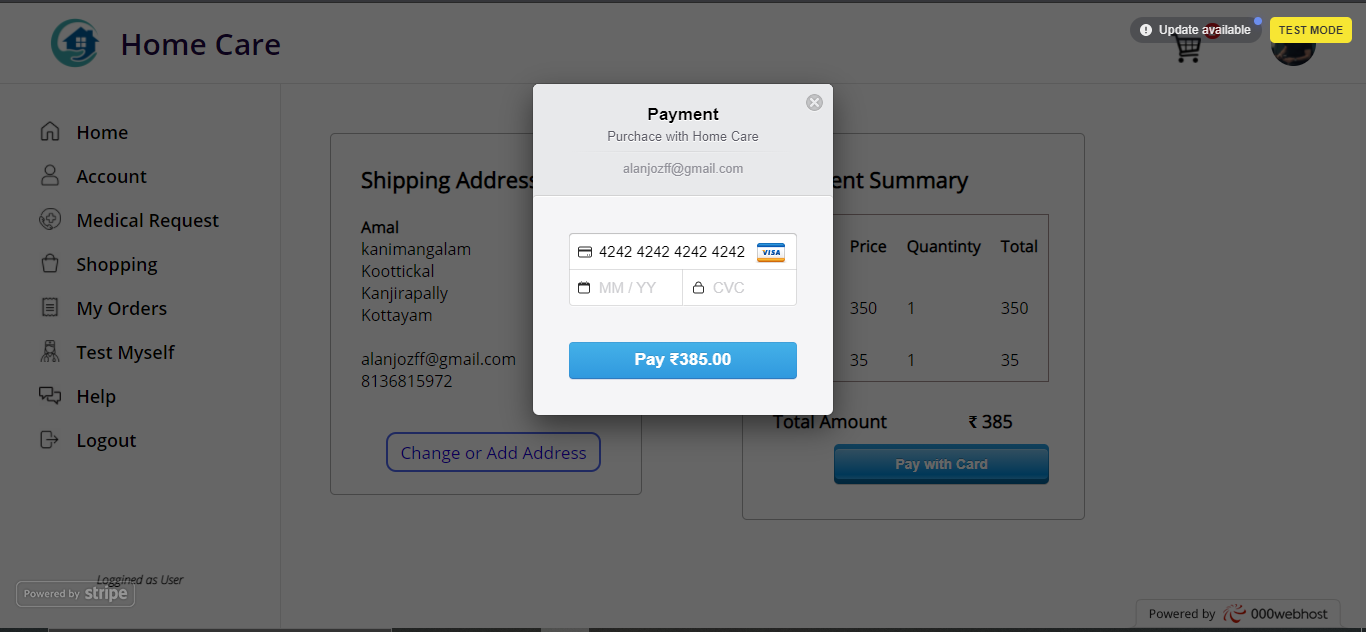 Home Care
Update available
TEST MODE
Home
Account
Medical Request
Shopping
My Orders
Test Myself
Help
Logout
Loggined as User
Powered by stripe
Shipping Address
Amal
kanimangalam
Koottickal
Kanjirapally
Kottayam
alanjozff@gmail.com
8136815972
Change or Add Address
Payment
Purchace with Home Care
alanjozff@gmail.com
4242 4242 4242 4242 VISA
MM / YY CVC
Pay ₹385.00
ent Summary
Price Quantinty Total
350 1 350
35 1 35
Total Amount ₹ 385
Pay with Card
Powered by 000webhost